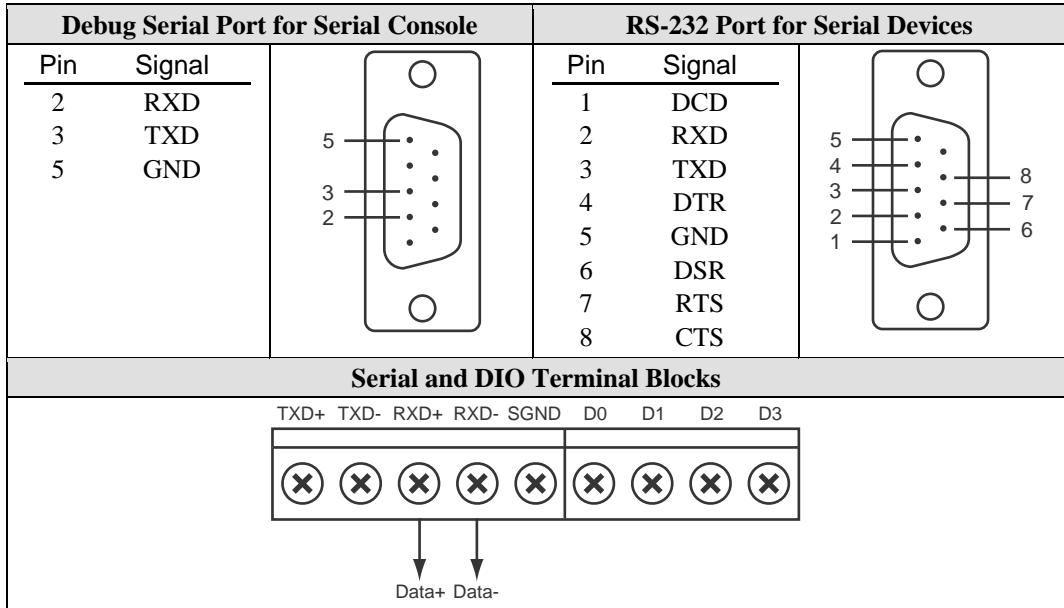 Debug Serial Port for Serial Console
Pin Signal
2 RXD
3 TXD
5 GND
5
3
2
RS-232 Port for Serial Devices
Pin Signal
1 DCD
2 RXD
3 TXD
4 DTR
5 GND
6 DSR
7 RTS
8 CTS
5
4
3
2
1
8
7
6
Serial and DIO Terminal Blocks
TXD+ TXD- RXD+ RXD- SGND D0 D1 D2 D3
Data+ Data-